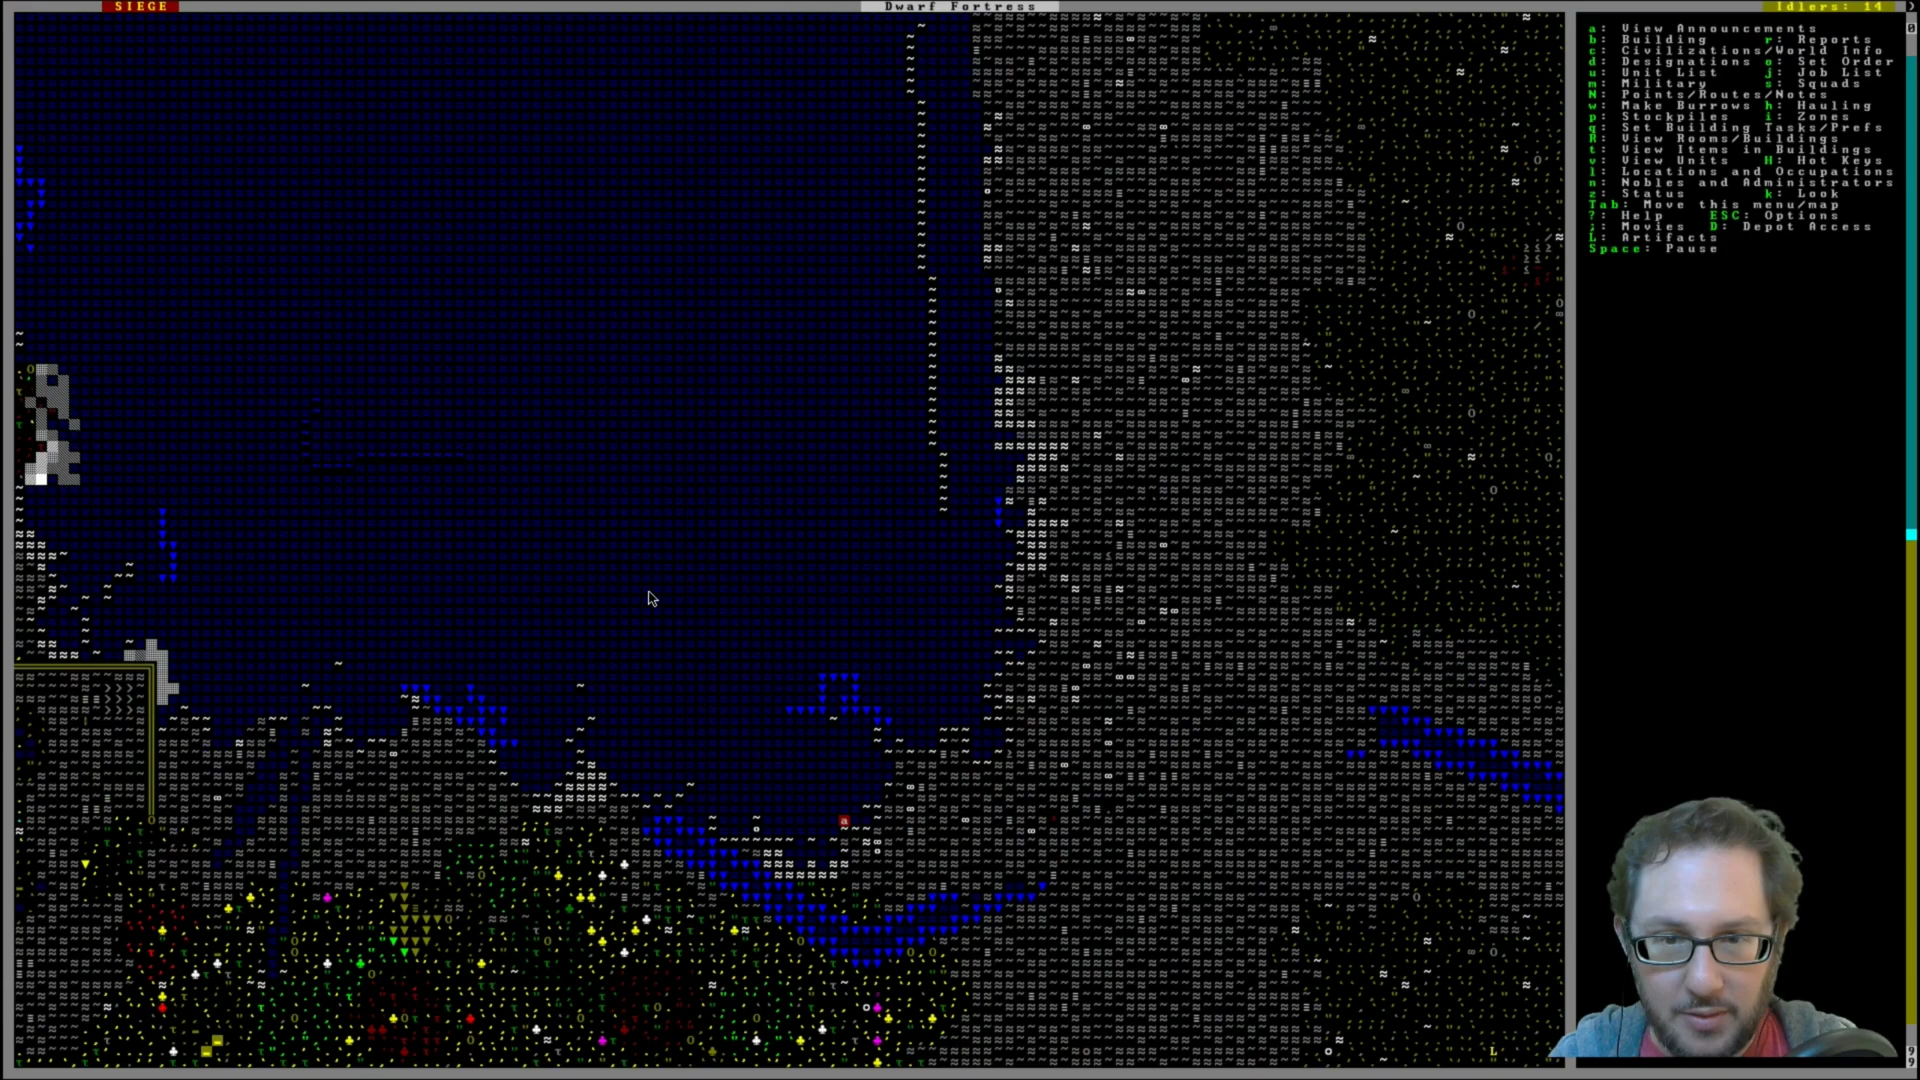 SIEGE Dwarf Fortress Idlers: 14
a: View Announcements
b: Building r: Reports
c: Civilizations/World Info
d: Designations o: Set Order
u: Unit List j: Job List
m: Military s: Squads
N: Points/Routes/Notes
w: Make Burrows h: Hauling
p: Stockpiles i: Zones
q: Set Building Tasks/Prefs
R: View Rooms/Buildings
t: View Items in Buildings
v: View Units H: Hot Keys
l: Locations and Occupations
n: Nobles and Administrators
z: Status k: Look
Tab: Move this menu/map
?: Help ESC: Options
;: Movies D: Depot Access
L: Artifacts
Space: Pause